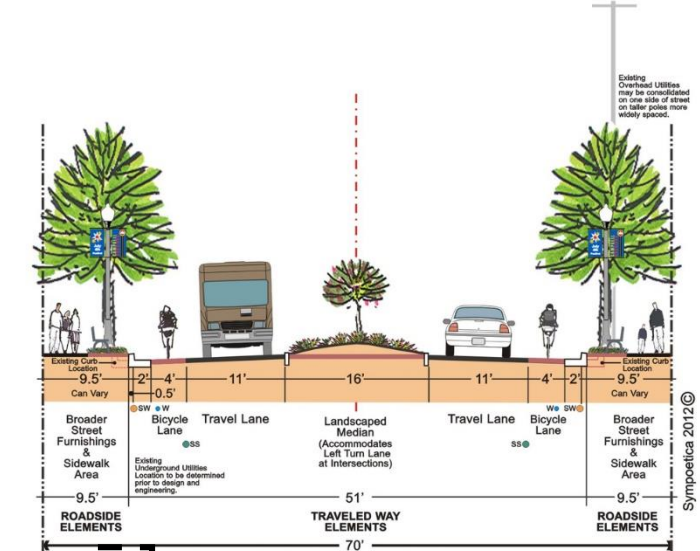 Existing
Overhead Utilities
may be consolidated
on one side of street
on taller poles more
widely spaced.
Existing Curb
Location
Existing Curb
Location
9.5' 2' 4' 11' 16' 11' 4' 2' 9.5'
Can Vary
0.5'
Can Vary
SW W
W SW
Broader
Street
Furnishings
&
Sidewalk
Area
Bicycle
Lane
SS
Travel Lane
Landscaped
Median
(Accommodates
Left Turn Lane
at Intersections)
Travel Lane
SS
Bicycle
Lane
Broader
Street
Furnishings
&
Sidewalk
Area
Existing
Underground Utilities
Location to be determined
prior to design and
engineering.
9.5' 51' 9.5'
ROADSIDE
ELEMENTS
TRAVELED WAY
ELEMENTS
ROADSIDE
ELEMENTS
70'
Sympoetica 2012©